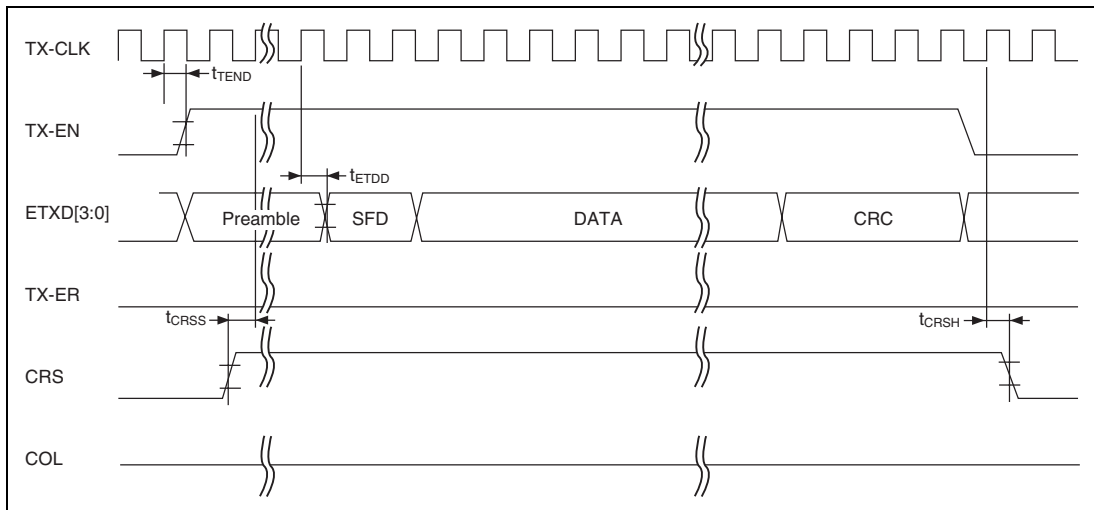 TX-CLK
tTEND
TX-EN
tETDD
ETXD[3:0]
Preamble SFD DATA CRC
TX-ER
tCRSS tCRSH
CRS
COL